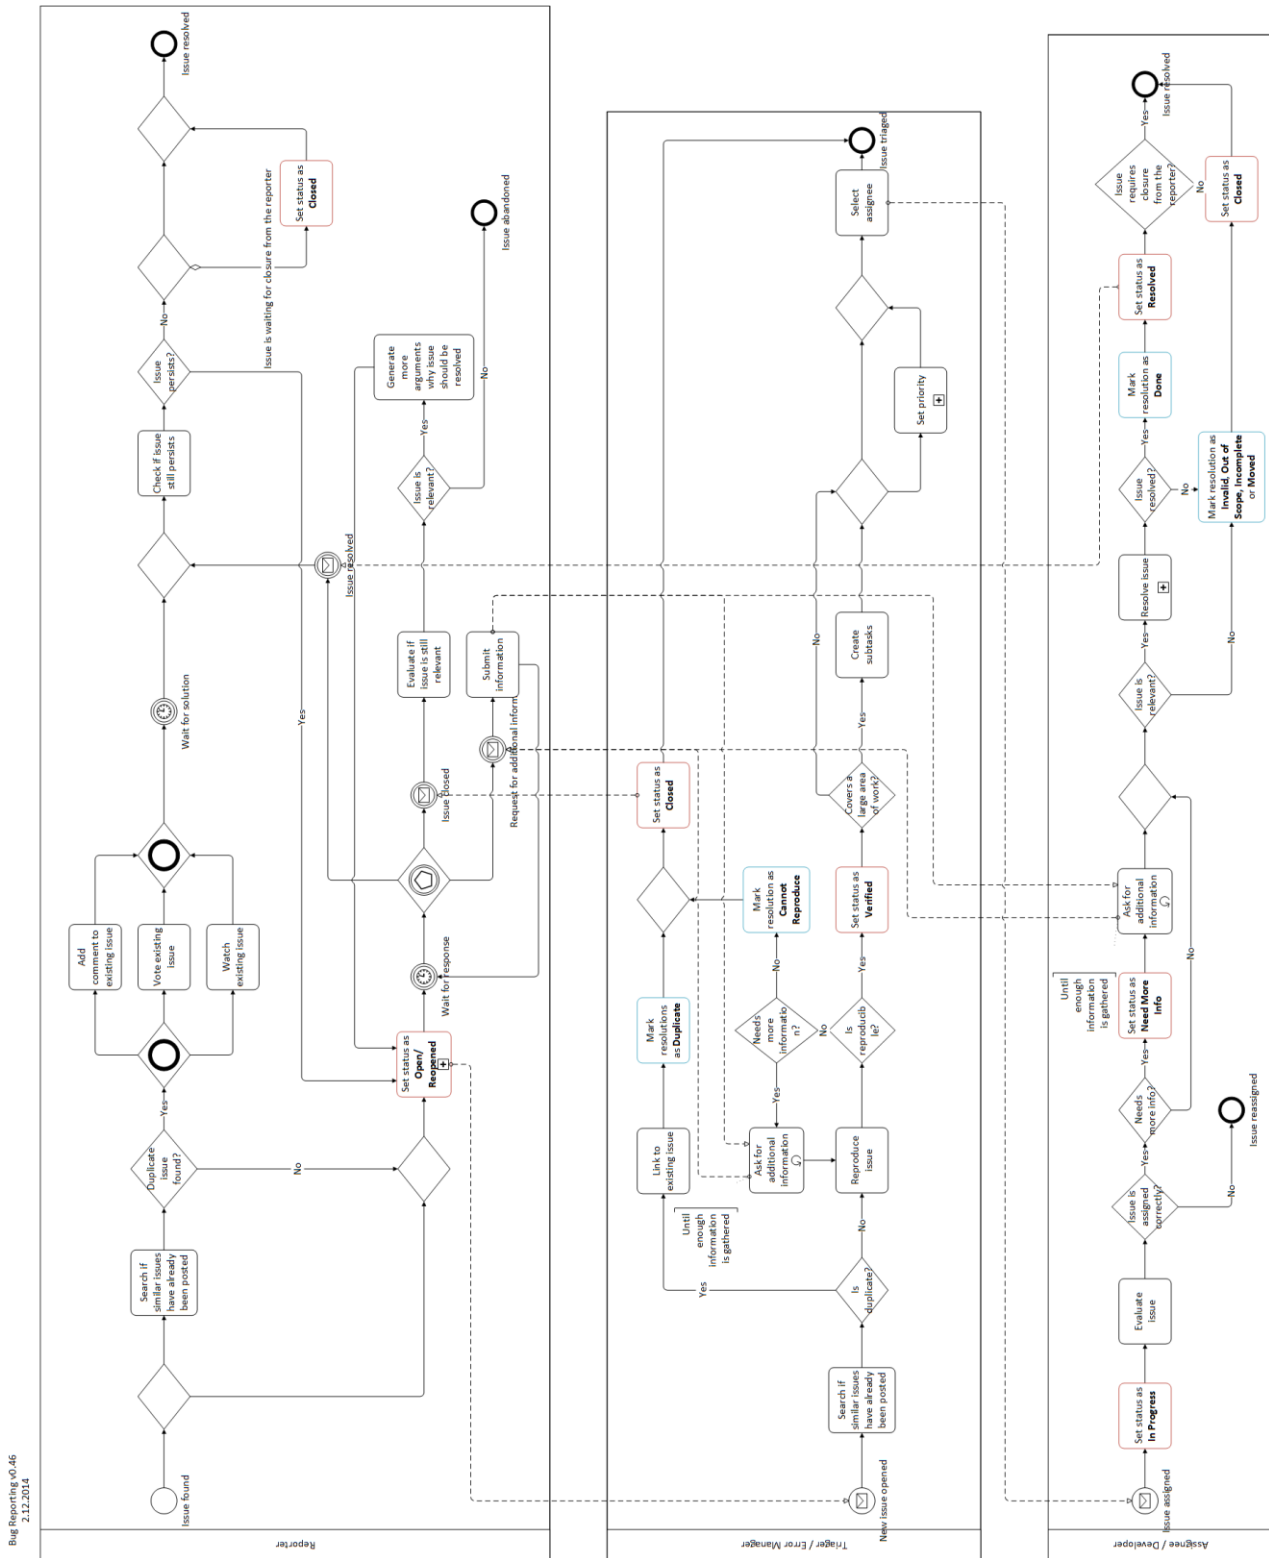 Bug Reporting v0.46
2.12.2014
Reporter
Issue found
Search if
similar issues
have already
been posted
Duplicate
issue
found?
Yes
No
Add
comment to
existing issue
Vote existing
issue
Watch
existing issue
Wait for solution
Set status as
Open/
Reopened
Wait for response
Issue closed
Request for additional inform
Issue resolved
Evaluate if
issue is still
relevant
Submit
information
Issue is
relevant?
Yes
No
Generate
more
arguments
why issue
should be
resolved
Issue abandoned
Check if issue
still persists
Issue
persists?
Yes
No
Issue is waiting for closure from the reporter
Set status as
Closed
Issue resolved
Triager / Error Manager
New issue opened
Search if
similar issues
have already
been posted
Is
duplicate?
Yes
No
Link to
existing issue
Mark
resolutions
as Duplicate
Until
enough
information
is gathered
Ask for
additional
information
Reproduce
issue
Is
reproducib
le?
No
Yes
Needs
more
informatio
n?
Yes
No
Mark
resolution as
Cannot
Reproduce
Set status as
Closed
Set status as
Verified
Covers a
large area
of work?
Yes
No
Create
subtasks
Set priority
Select
assignee
Issue triaged
Assignee / Developer
Issue assigned
Set status as
In Progress
Evaluate
issue
Issue is
assigned
correctly?
Yes
No
Issue reassigned
Needs
more info?
Yes
No
Set status as
Need More
Info
Until
enough
information
is gathered
Ask for
additional
information
Issue is
relevant?
Yes
No
Resolve issue
Issue
resolved?
Yes
No
Mark
resolution as
Done
Mark resolution as
Invalid, Out of
Scope, Incomplete
or Moved
Set status as
Resolved
Issue
requires
closure
from the
reporter?
Yes
No
Set status as
Closed
Issue resolved